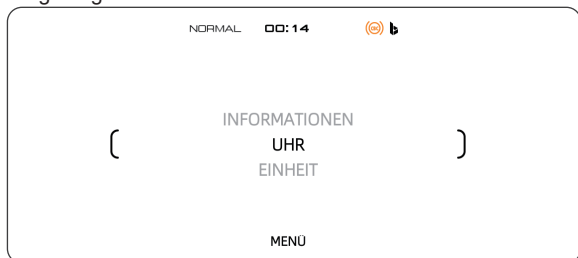 NORMAL 00:14
INFORMATIONEN
UHR
EINHEIT
MENÜ